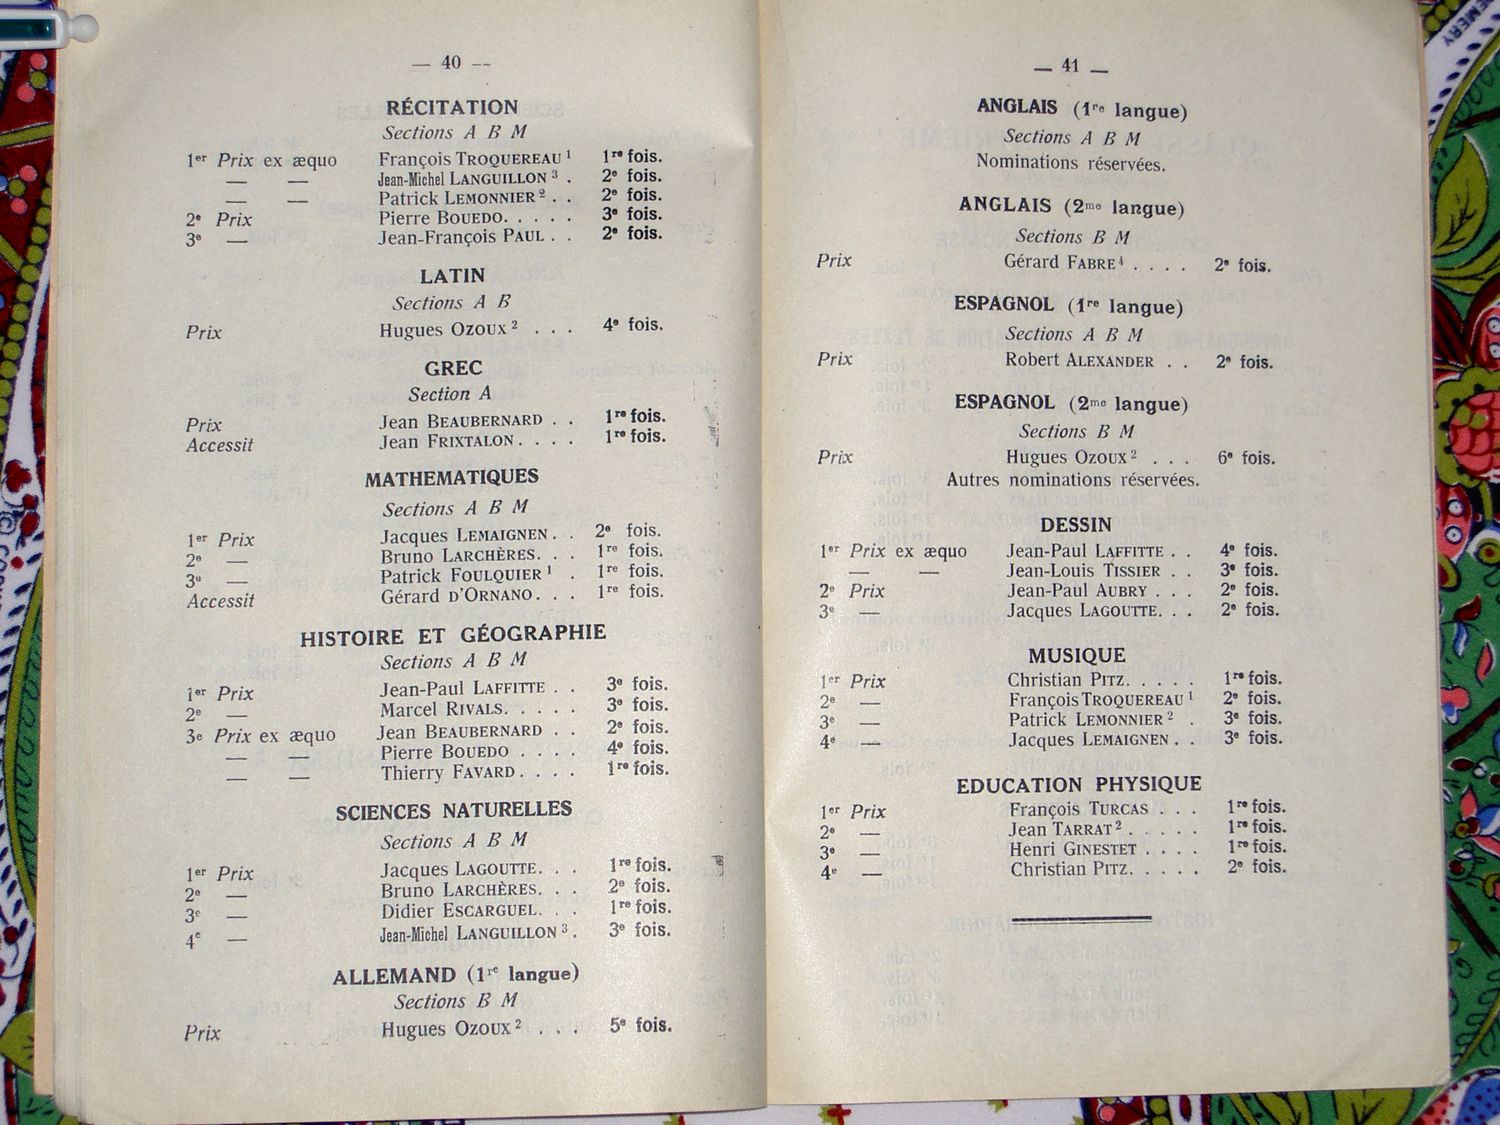 — 40 --
RÉCITATION
Sections A B M
1er Prix ex æquo François TROQUEREAU 1 1re fois.
— — Jean-Michel LANGUILLON 3 . 2e fois.
— — Patrick LEMONNIER 2 . . 2e fois.
2e Prix Pierre BOUEDO. . . . . 3e fois.
3e — Jean-François PAUL . . 2e fois.
LATIN
Sections A B
Prix Hugues OZOUX 2 . . . 4e fois.
GREC
Section A
Prix Jean BEAUBERNARD . . 1re fois.
Accessit Jean FRIXTALON . . . . 1re fois.
MATHEMATIQUES
Sections A B M
1er Prix Jacques LEMAIGNEN . . 2e fois.
2e — Bruno LARCHÈRES. . . 1re fois.
3e — Patrick FOULQUIER 1 . 1re fois.
Accessit Gérard D'ORNANO. . . 1re fois.
HISTOIRE ET GÉOGRAPHIE
Sections A B M
1er Prix Jean-Paul LAFFITTE . . 3e fois.
2e — Marcel RIVALS. . . . . 3e fois.
3e Prix ex æquo Jean BEAUBERNARD . . 2e fois.
— — Pierre BOUEDO . . . . 4e fois.
— — Thierry FAVARD . . . . 1re fois.
SCIENCES NATURELLES
Sections A B M
1er Prix Jacques LAGOUTTE. . . 1re fois.
2e — Bruno LARCHÈRES. . . 2e fois.
3e — Didier ESCARGUEL. . . 1re fois.
4e — Jean-Michel LANGUILLON 3 . 3e fois.
ALLEMAND (1re langue)
Sections B M
Prix Hugues OZOUX 2 . . . 5e fois.
— 41 —
ANGLAIS (1re langue)
Sections A B M
Nominations réservées.
ANGLAIS (2me langue)
Sections B M
Prix Gérard FABRE 4 . . . . 2e fois.
ESPAGNOL (1re langue)
Sections A B M
Prix Robert ALEXANDER . . 2e fois.
ESPAGNOL (2me langue)
Sections B M
Prix Hugues OZOUX 2 . . . 6e fois.
Autres nominations réservées.
DESSIN
1er Prix ex æquo Jean-Paul LAFFITTE . . 4e fois.
— — Jean-Louis TISSIER . . 3e fois.
2e Prix Jean-Paul AUBRY . . . 2e fois.
3e — Jacques LAGOUTTE. . . 2e fois.
MUSIQUE
1er Prix Christian PITZ. . . . . 1re fois.
2e — François TROQUEREAU 1 2e fois.
3e — Patrick LEMONNIER 2 . 3e fois.
4e — Jacques LEMAIGNEN . . 3e fois.
EDUCATION PHYSIQUE
1er Prix François TURCAS . . . 1re fois.
2e — Jean TARRAT 2 . . . . . 1re fois.
3e — Henri GINESTET . . . . 1re fois.
4e — Christian PITZ. . . . . 2e fois.